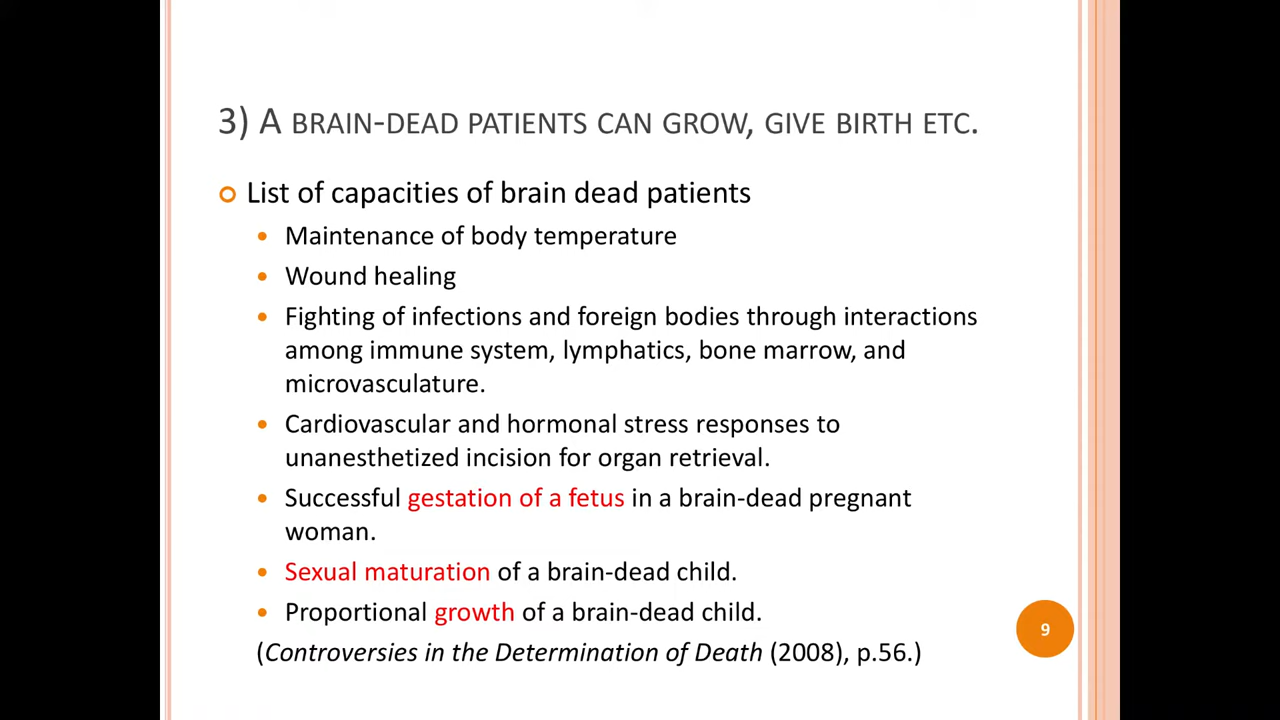 3) A BRAIN-DEAD PATIENTS CAN GROW, GIVE BIRTH ETC.
List of capacities of brain dead patients
Maintenance of body temperature
Wound healing
Fighting of infections and foreign bodies through interactions
among immune system, lymphatics, bone marrow, and
microvasculature.
Cardiovascular and hormonal stress responses to
unanesthetized incision for organ retrieval.
Successful gestation of a fetus in a brain-dead pregnant
woman.
Sexual maturation of a brain-dead child.
Proportional growth of a brain-dead child.
(Controversies in the Determination of Death (2008), p.56.)
9